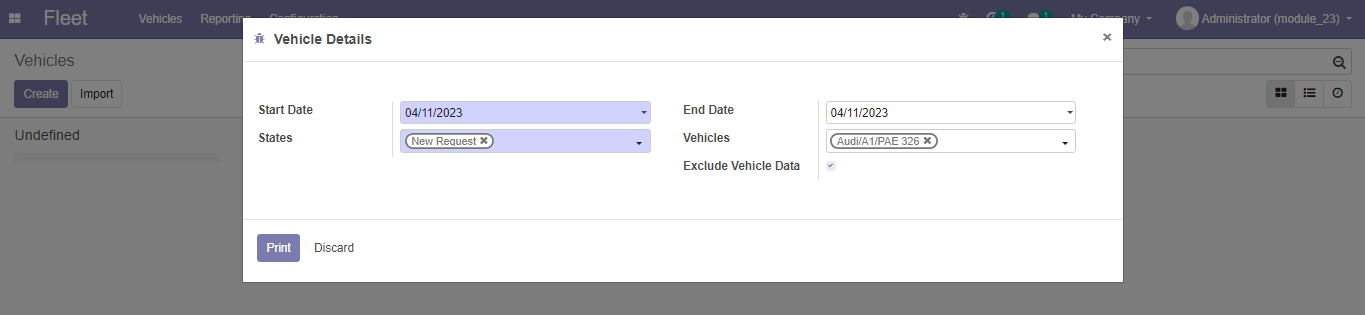 Fleet Vehicles Reporting Configuration 1 1 My Company Administrator (module_23)
Vehicle Details ×
Vehicles
Create Import
Undefined
Start Date 04/11/2023 End Date 04/11/2023
States New Request ✖ Vehicles Audi/A1/PAE 326 ✖
Exclude Vehicle Data
Print Discard